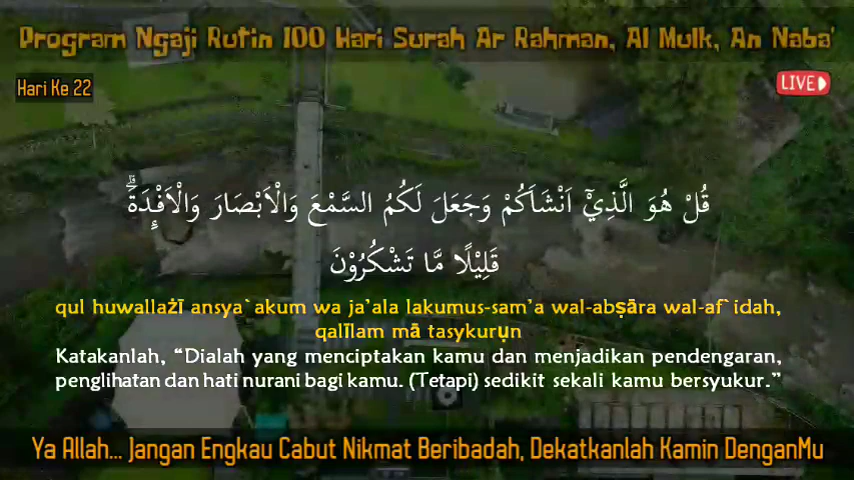 Program Ngaji Rutin 100 Hari Surah Ar Rahman, Al Mulk, An Naba'
Hari Ke 22
LIVE
قُلْ هُوَ الَّذِيْٓ اَنْشَاَكُمْ وَجَعَلَ لَكُمُ السَّمْعَ وَالْاَبْصَارَ وَالْاَفْـِٕدَةَۗ
قَلِيْلًا مَّا تَشْكُرُوْنَ
qul huwallażī ansya`akum wa ja’ala lakumus-sam’a wal-abṣāra wal-af`idah,
qalīlam mā tasykurụn
Katakanlah, “Dialah yang menciptakan kamu dan menjadikan pendengaran,
penglihatan dan hati nurani bagi kamu. (Tetapi) sedikit sekali kamu bersyukur.”
Ya Allah... Jangan Engkau Cabut Nikmat Beribadah, Dekatkanlah Kamin DenganMu